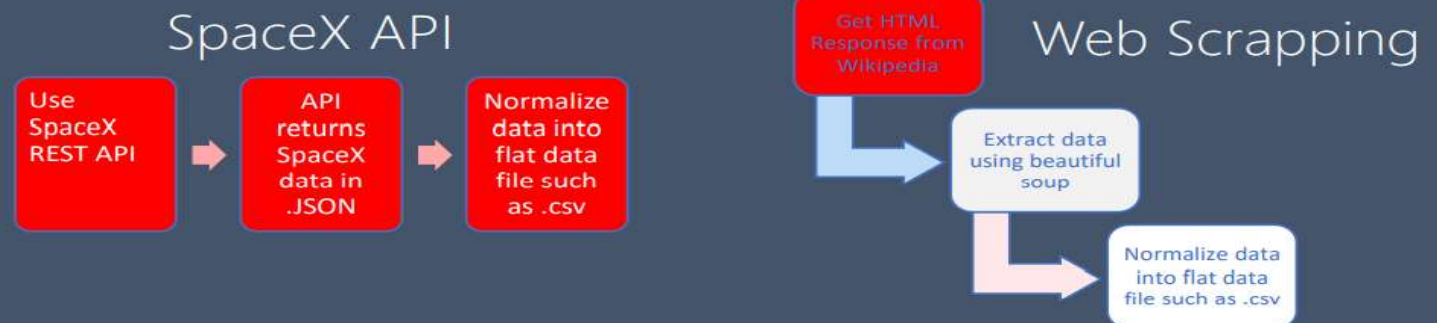 SpaceX API
Use
SpaceX
REST API
API
returns
SpaceX
data in
.JSON
Normalize
data into
flat data
file such
as .csv
Web Scrapping
Get HTML
Response from
Wikipedia
Extract data
using beautiful
soup
Normalize data
into flat data
file such as .csv